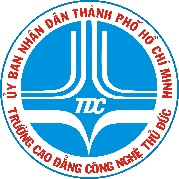 ỦY BAN NHÂN DÂN THÀNH PHỐ HỒ CHÍ MINH
TDC
TRƯỜNG CAO ĐẲNG CÔNG NGHỆ THỦ ĐỨC